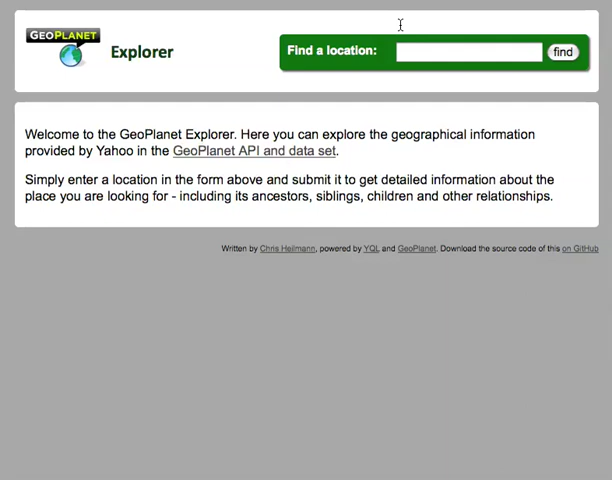 GEOPLANET
Explorer
Find a location:
find
Welcome to the GeoPlanet Explorer. Here you can explore the geographical information
provided by Yahoo in the GeoPlanet API and data set.
Simply enter a location in the form above and submit it to get detailed information about the
place you are looking for - including its ancestors, siblings, children and other relationships.
Written by Chris Heilmann, powered by YQL and GeoPlanet. Download the source code of this on GitHub